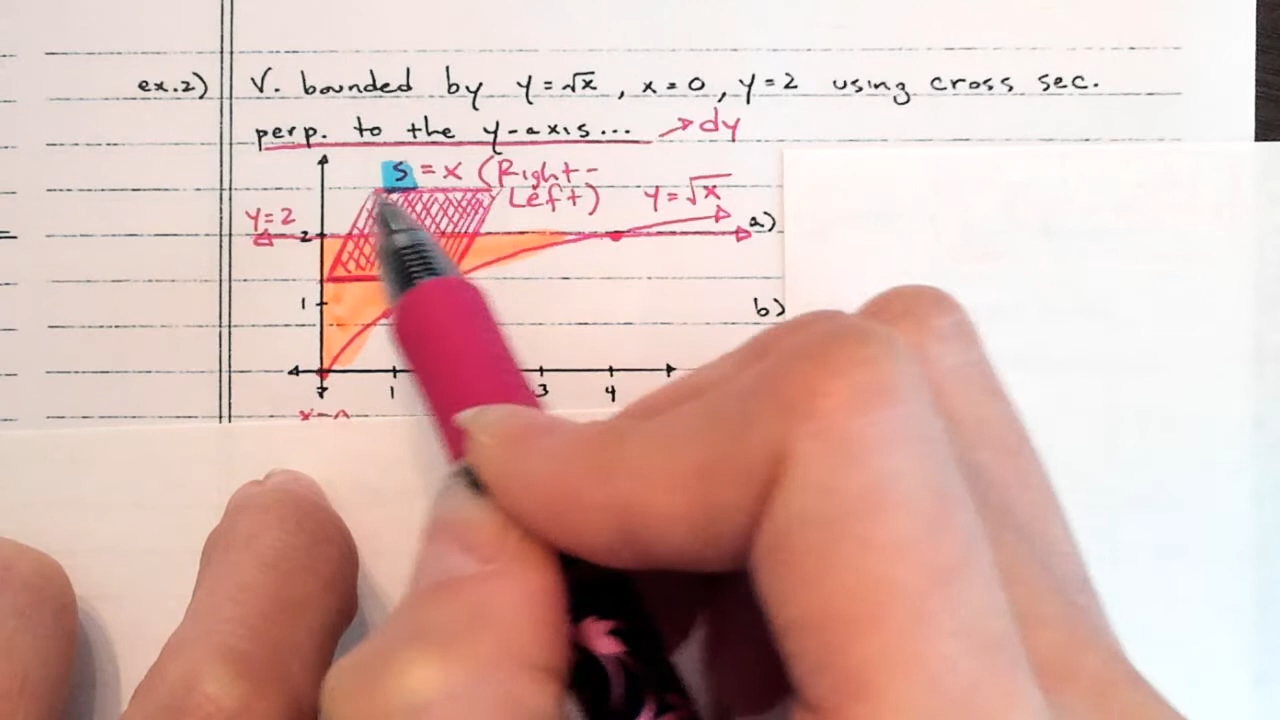 ex.2) V. bounded by y=√x, x=0, y=2 using cross sec.
perp. to the y-axis... → dy
S = x (Right-
Left)
y=√x
y=2
2
a)
1
b)
1 3 4